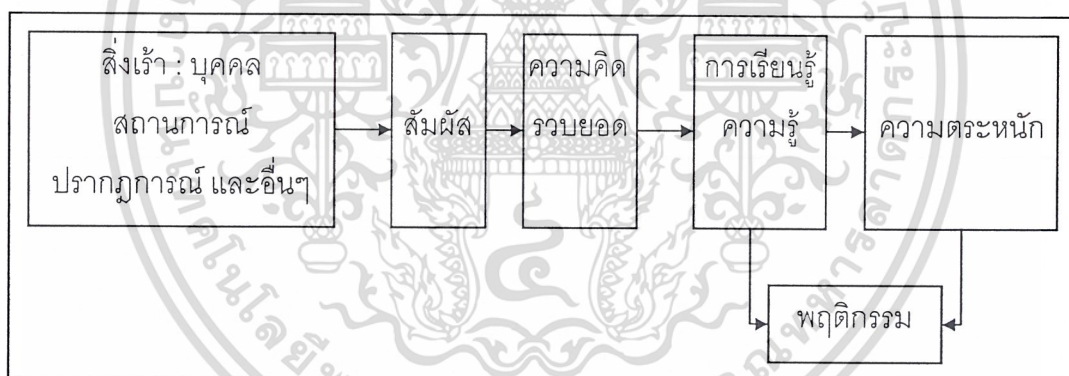 สิ่งเร้า : บุคคล
สถานการณ์
ปรากฏการณ์ และอื่นๆ
สัมผัส
ความคิด
รวบยอด
การเรียนรู้
ความรู้
ความตระหนัก
พฤติกรรม